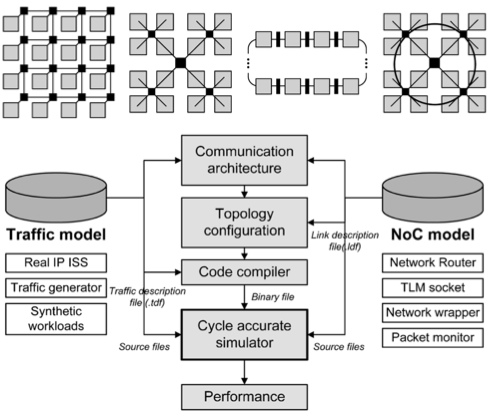 Communication
architecture
Traffic model
Real IP ISS
Traffic generator
Synthetic
workloads
Topology
configuration
Link description
file(.ldf)
NoC model
Network Router
TLM socket
Network wrapper
Packet monitor
Code compiler
Traffic description
file (.tdf)
Binary file
Cycle accurate
simulator
Source files
Source files
Performance